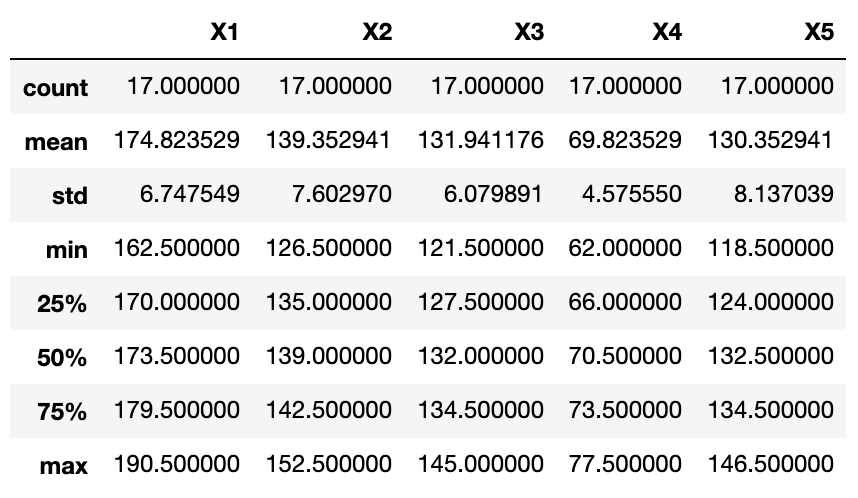 X1 X2 X3 X4 X5
count 17.000000 17.000000 17.000000 17.000000 17.000000
mean 174.823529 139.352941 131.941176 69.823529 130.352941
std 6.747549 7.602970 6.079891 4.575550 8.137039
min 162.500000 126.500000 121.500000 62.000000 118.500000
25% 170.000000 135.000000 127.500000 66.000000 124.000000
50% 173.500000 139.000000 132.000000 70.500000 132.500000
75% 179.500000 142.500000 134.500000 73.500000 134.500000
max 190.500000 152.500000 145.000000 77.500000 146.500000